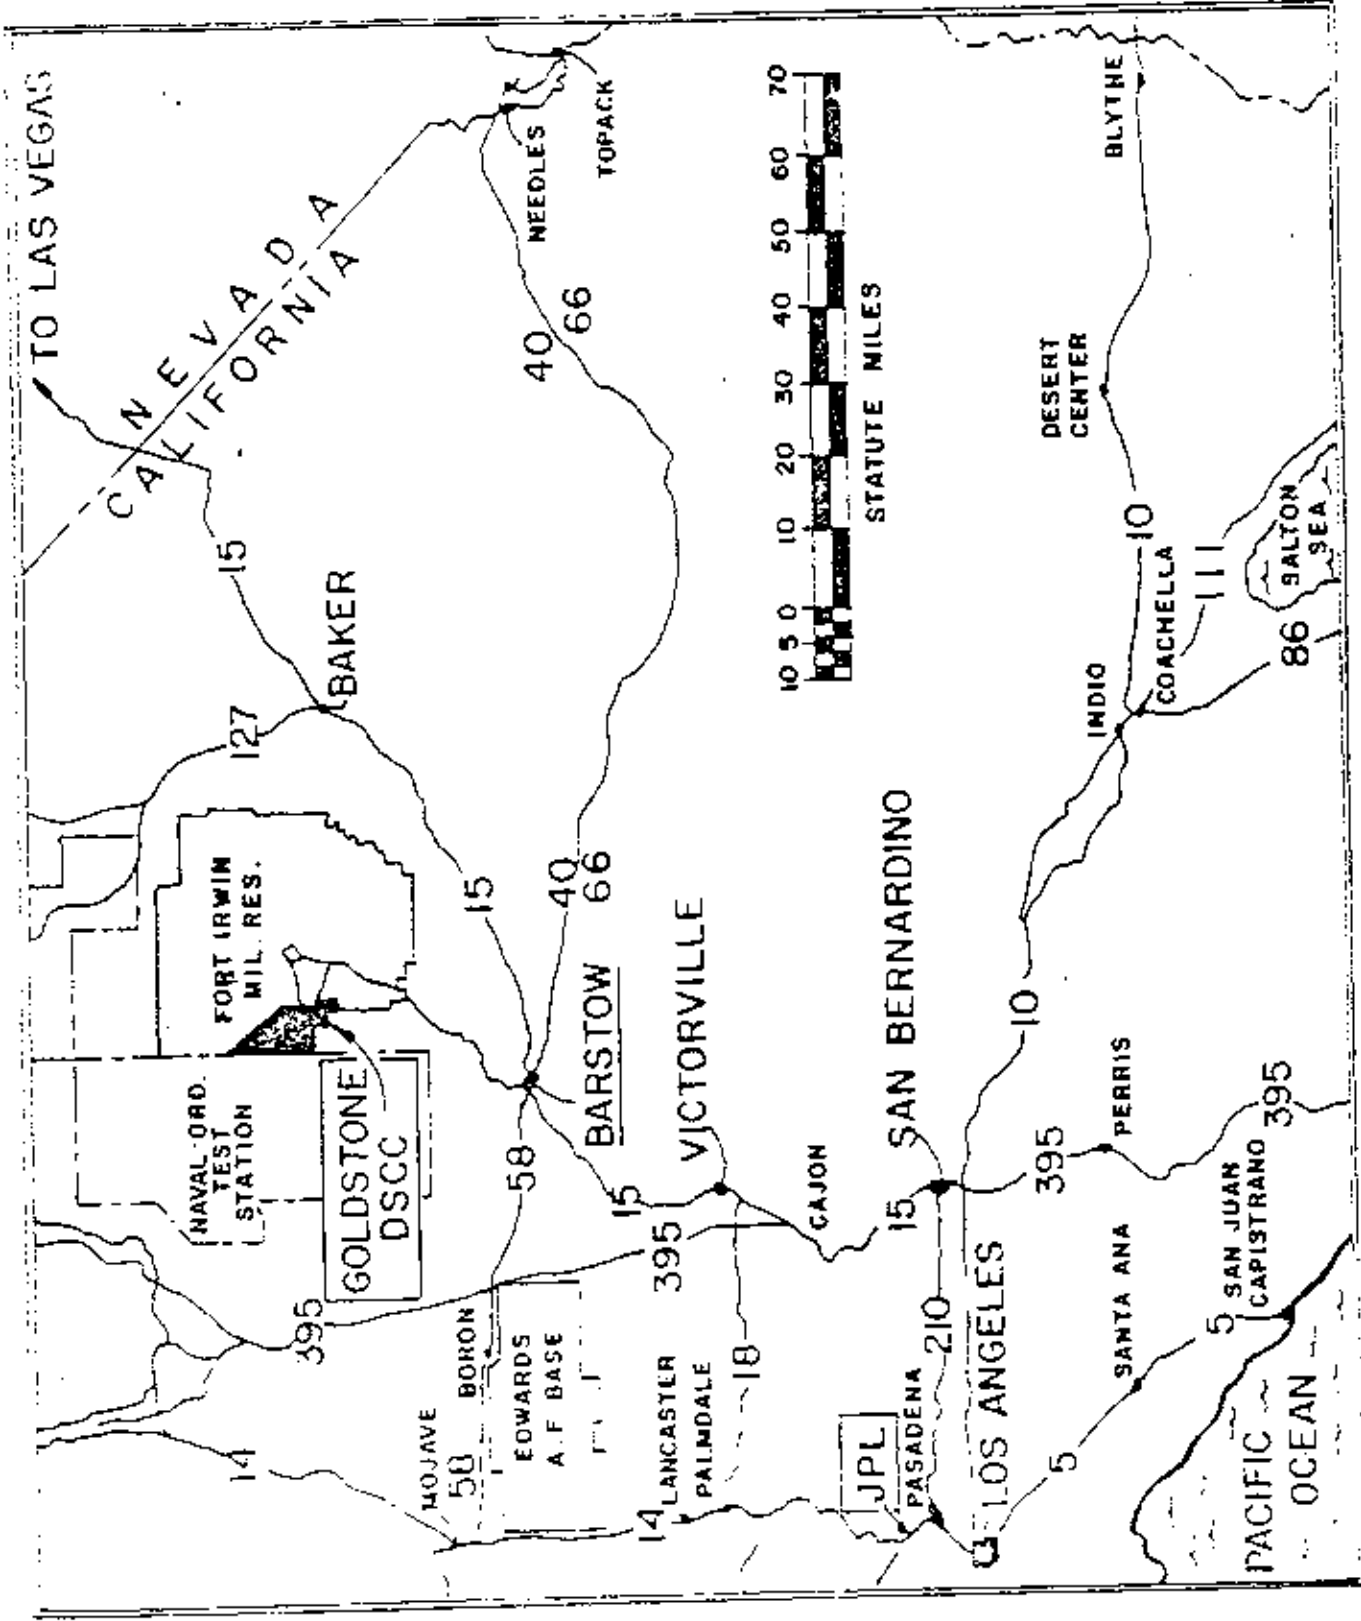 TO LAS VEGAS
NEVADA
CALIFORNIA
15
127
BAKER
FORT IRWIN
MIL. RES.
NAVAL ORD.
TEST
STATION
GOLDSTONE
DSCC
395
14
NEEDLES
TOPACK
40
66
15
40
66
BARSTOW
58
BORON
MOJAVE
58
EDWARDS
A.F BASE
15
395
VICTORVILLE
CAJON
18
LANCASTER
PALMDALE
14
10 5 0 10 20 30 40 50 60 70
STATUTE MILES
SAN BERNARDINO
15
210
JPL
PASADENA
LOS ANGELES
10
395
PERRIS
395
SANTA ANA
5
5
SAN JUAN
CAPISTRANO
PACIFIC
OCEAN
BLYTHE
DESERT
CENTER
10
INDIO
COACHELLA
111
86
SALTON
SEA